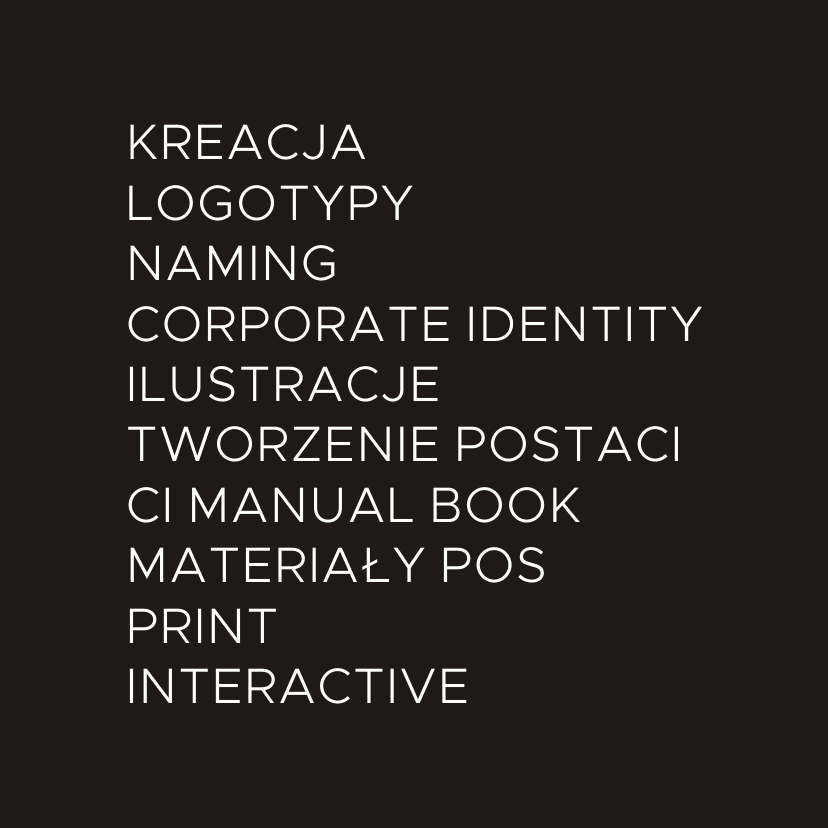 KREACJA
LOGOTYPY
NAMING
CORPORATE IDENTITY
ILUSTRACJE
TWORZENIE POSTACI
CI MANUAL BOOK
MATERIAŁY POS
PRINT
INTERACTIVE